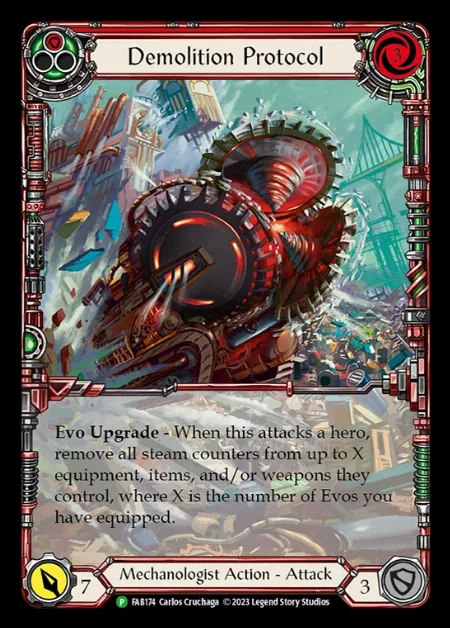 Demolition Protocol
3
Evo Upgrade - When this attacks a hero,
remove all steam counters from up to X
equipment, items, and/or weapons they
control, where X is the number of Evos you
have equipped.
7
Mechanologist Action - Attack
3
P FAB174 Carlos Cruchaga ©2023 Legend Story Studios